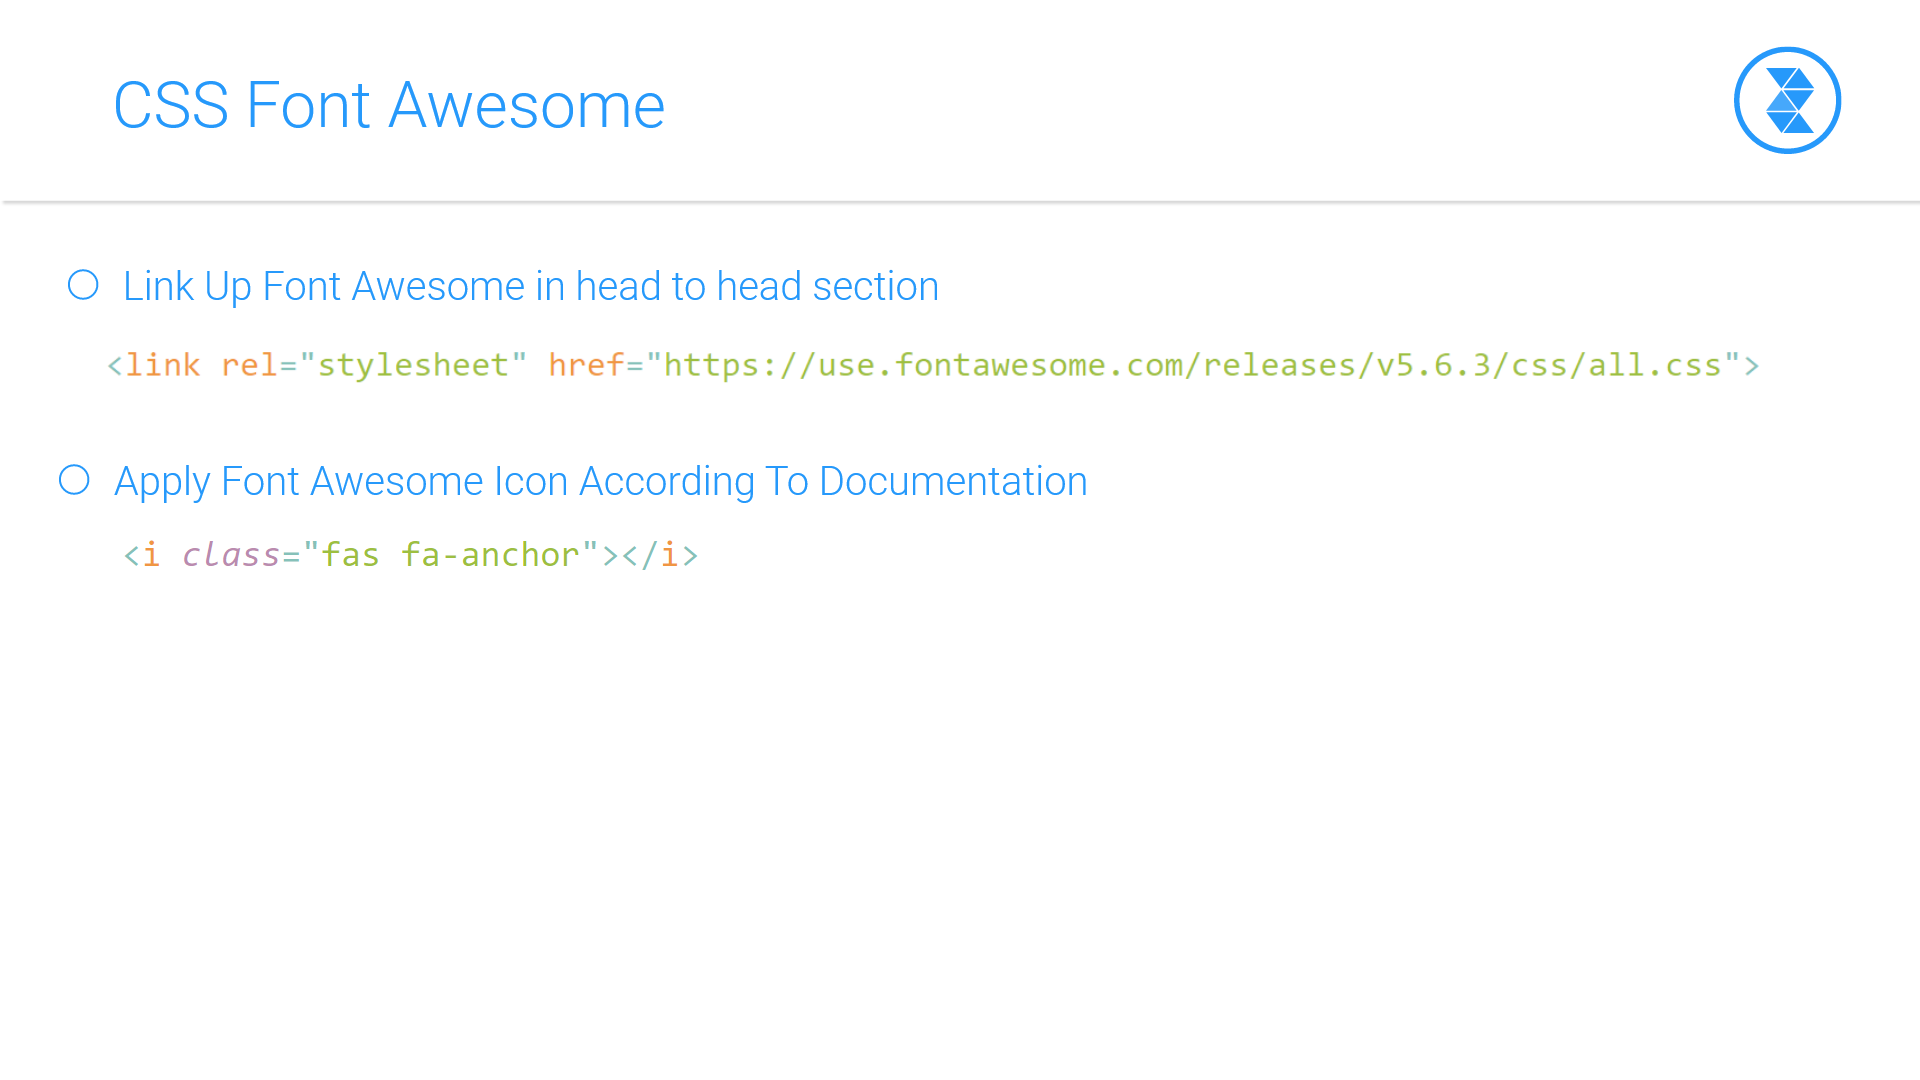 CSS Font Awesome
Link Up Font Awesome in head to head section
<link rel="stylesheet" href="https://use.fontawesome.com/releases/v5.6.3/css/all.css">
Apply Font Awesome Icon According To Documentation
<i class="fas fa-anchor"></i>